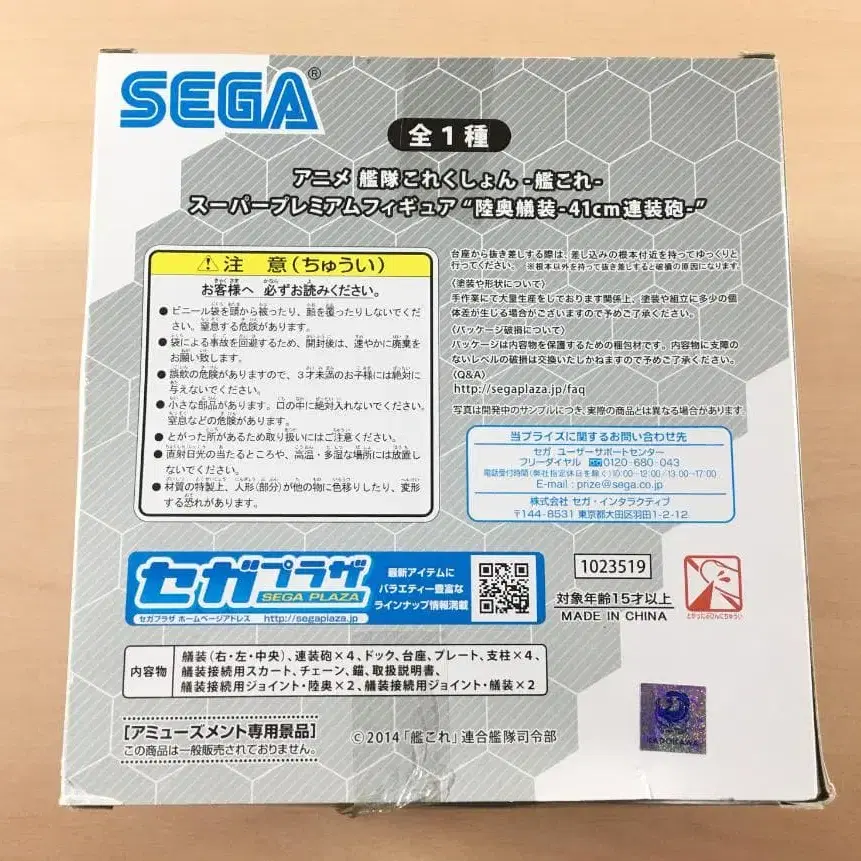 SEGA®
全1種
アニメ 艦隊これくしょん -艦これ-
スーパープレミアムフィギュア “陸奥艤装-41cm連装砲-”
⚠注 意(ちゅうい)
お客様へ 必ずお読みください。
●ビニール袋を頭から被ったり、顔を覆ったりしないでください。窒息する危険があります。
●袋による事故を回避するため、開封後は、速やかに廃棄をお願い致します。
●誤飲の危険がありますので、3才未満のお子様には絶対に与えないでください。
●小さな部品があります。口の中に絶対入れないでください。窒息などの危険があります。
●とがった所があるため取り扱いにはご注意ください。
●直射日光の当たるところや、高温・多湿な場所には放置しないでください。
●材質の特製上、人形(部分)が他の物に色移りしたり、変形する恐れがあります。
台座から抜き差しする際は、差し込みの根本付近を持ってゆっくりと
行ってください。 ※根本以外を持って抜き差しすると破損の原因になります。
〈塗装や形状について〉
手作業にて大量生産をしております関係上、塗装や組立に多少の個
体差が生じる場合がございますので予めご了承ください。
〈パッケージ破損について〉
パッケージは内容物を保護するための梱包材です。内容物に支障の
ないレベルの破損は交換いたしかねますので予めご了承ください。
〈Q&A〉
http://segaplaza.jp/faq
写真は開発中のサンプルにつき、実際の商品とは異なる場合があります。
当プライズに関するお問い合わせ先
セガ ユーザーサポートセンター
フリーダイヤル 0120-680-043
電話受付時間(弊社指定休日を除く)10:00~12:00/13:00~17:00
E-mail : prize@sega.co.jp
株式会社 セガ・インタラクティブ
〒144-8531 東京都大田区羽田1-2-12
セガプラザ
SEGA PLAZA
セガプラザ ホームページアドレス http://segaplaza.jp
最新アイテムに
バラエティー豊富な
ラインナップ情報満載
1023519
対象年齢15才以上
MADE IN CHINA
とがったぶひんにちゅうい
内容物
艤装(右・左・中央)、連装砲×4、ドック、台座、プレート、支柱×4、
艤装接続用スカート、チェーン、錨、取扱説明書、
艤装接続用ジョイント・陸奥×2、艤装接続用ジョイント・艤装×2
[アミューズメント専用景品]
この商品は一般販売されておりません。
©2014「艦これ」連合艦隊司令部
KADOKAWA